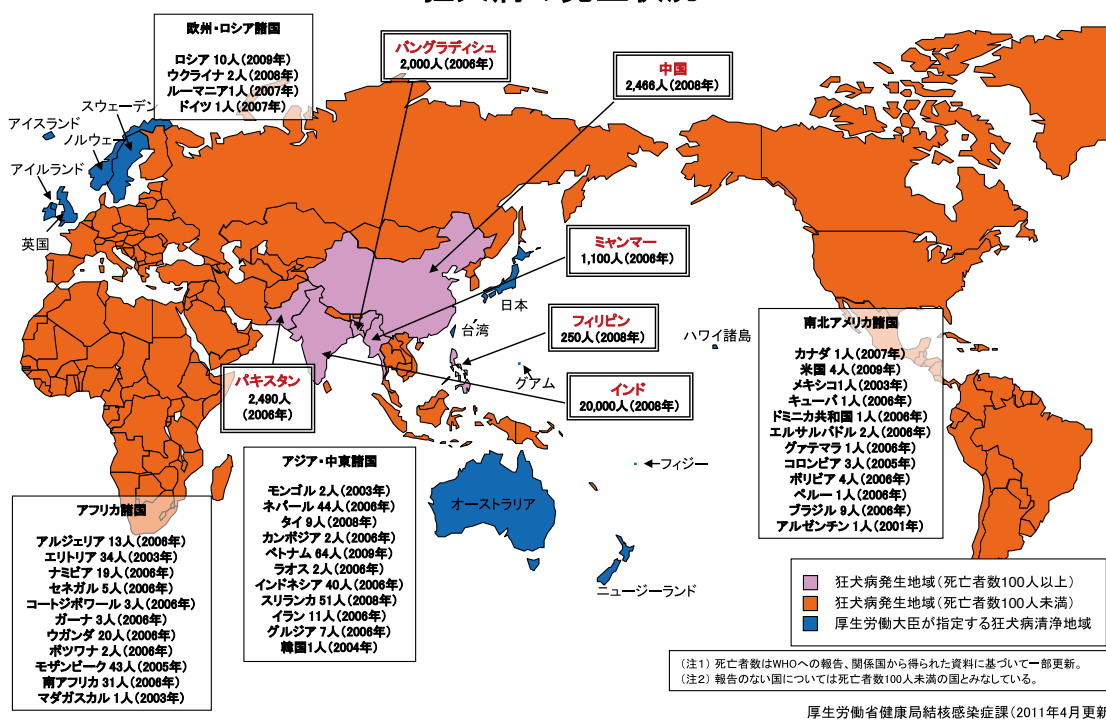 欧州・ロシア諸国
ロシア 10人(2009年)
ウクライナ 2人(2008年)
ルーマニア1人(2007年)
ドイツ 1人(2007年)
バングラディシュ
2,000人(2006年)
中国
2,466人(2008年)
スウェーデン
アイスランド
ノルウェー
アイルランド
英国
ミャンマー
1,100人(2006年)
日本
台湾
フィリピン
250人(2008年)
ハワイ諸島
グアム
パキスタン
2,490人
(2006年)
インド
20,000人(2008年)
南北アメリカ諸国
カナダ 1人(2007年)
米国 4人(2009年)
メキシコ1人(2003年)
キューバ 1人(2006年)
ドミニカ共和国 1人(2006年)
エルサルバドル 2人(2006年)
グァテマラ 1人(2006年)
コロンビア 3人(2005年)
ボリビア 4人(2006年)
ペルー 1人(2006年)
ブラジル 9人(2006年)
アルゼンチン 1人(2001年)
フィジー
オーストラリア
ニュージーランド
アジア・中東諸国
モンゴル 2人(2003年)
ネパール 44人(2006年)
タイ 9人(2008年)
カンボジア 2人(2006年)
ベトナム 64人(2009年)
ラオス 2人(2006年)
インドネシア 40人(2006年)
スリランカ 51人(2008年)
イラン 11人(2006年)
グルジア 7人(2006年)
韓国1人(2004年)
アフリカ諸国
アルジェリア 13人(2006年)
エリトリア 34人(2003年)
ナミビア 19人(2006年)
セネガル 5人(2006年)
コートジボワール 3人(2006年)
ガーナ 3人(2006年)
ウガンダ 20人(2006年)
ボツワナ 2人(2006年)
モザンビーク 43人(2005年)
南アフリカ 31人(2006年)
マダガスカル 1人(2003年)
狂犬病発生地域(死亡者数100人以上)
狂犬病発生地域(死亡者数100人未満)
厚生労働大臣が指定する狂犬病清浄地域
(注1) 死亡者数はWHOへの報告、関係国から得られた資料に基づいて一部更新。
(注2) 報告のない国については死亡者数100人未満の国とみなしている。
厚生労働省健康局結核感染症課(2011年4月更新